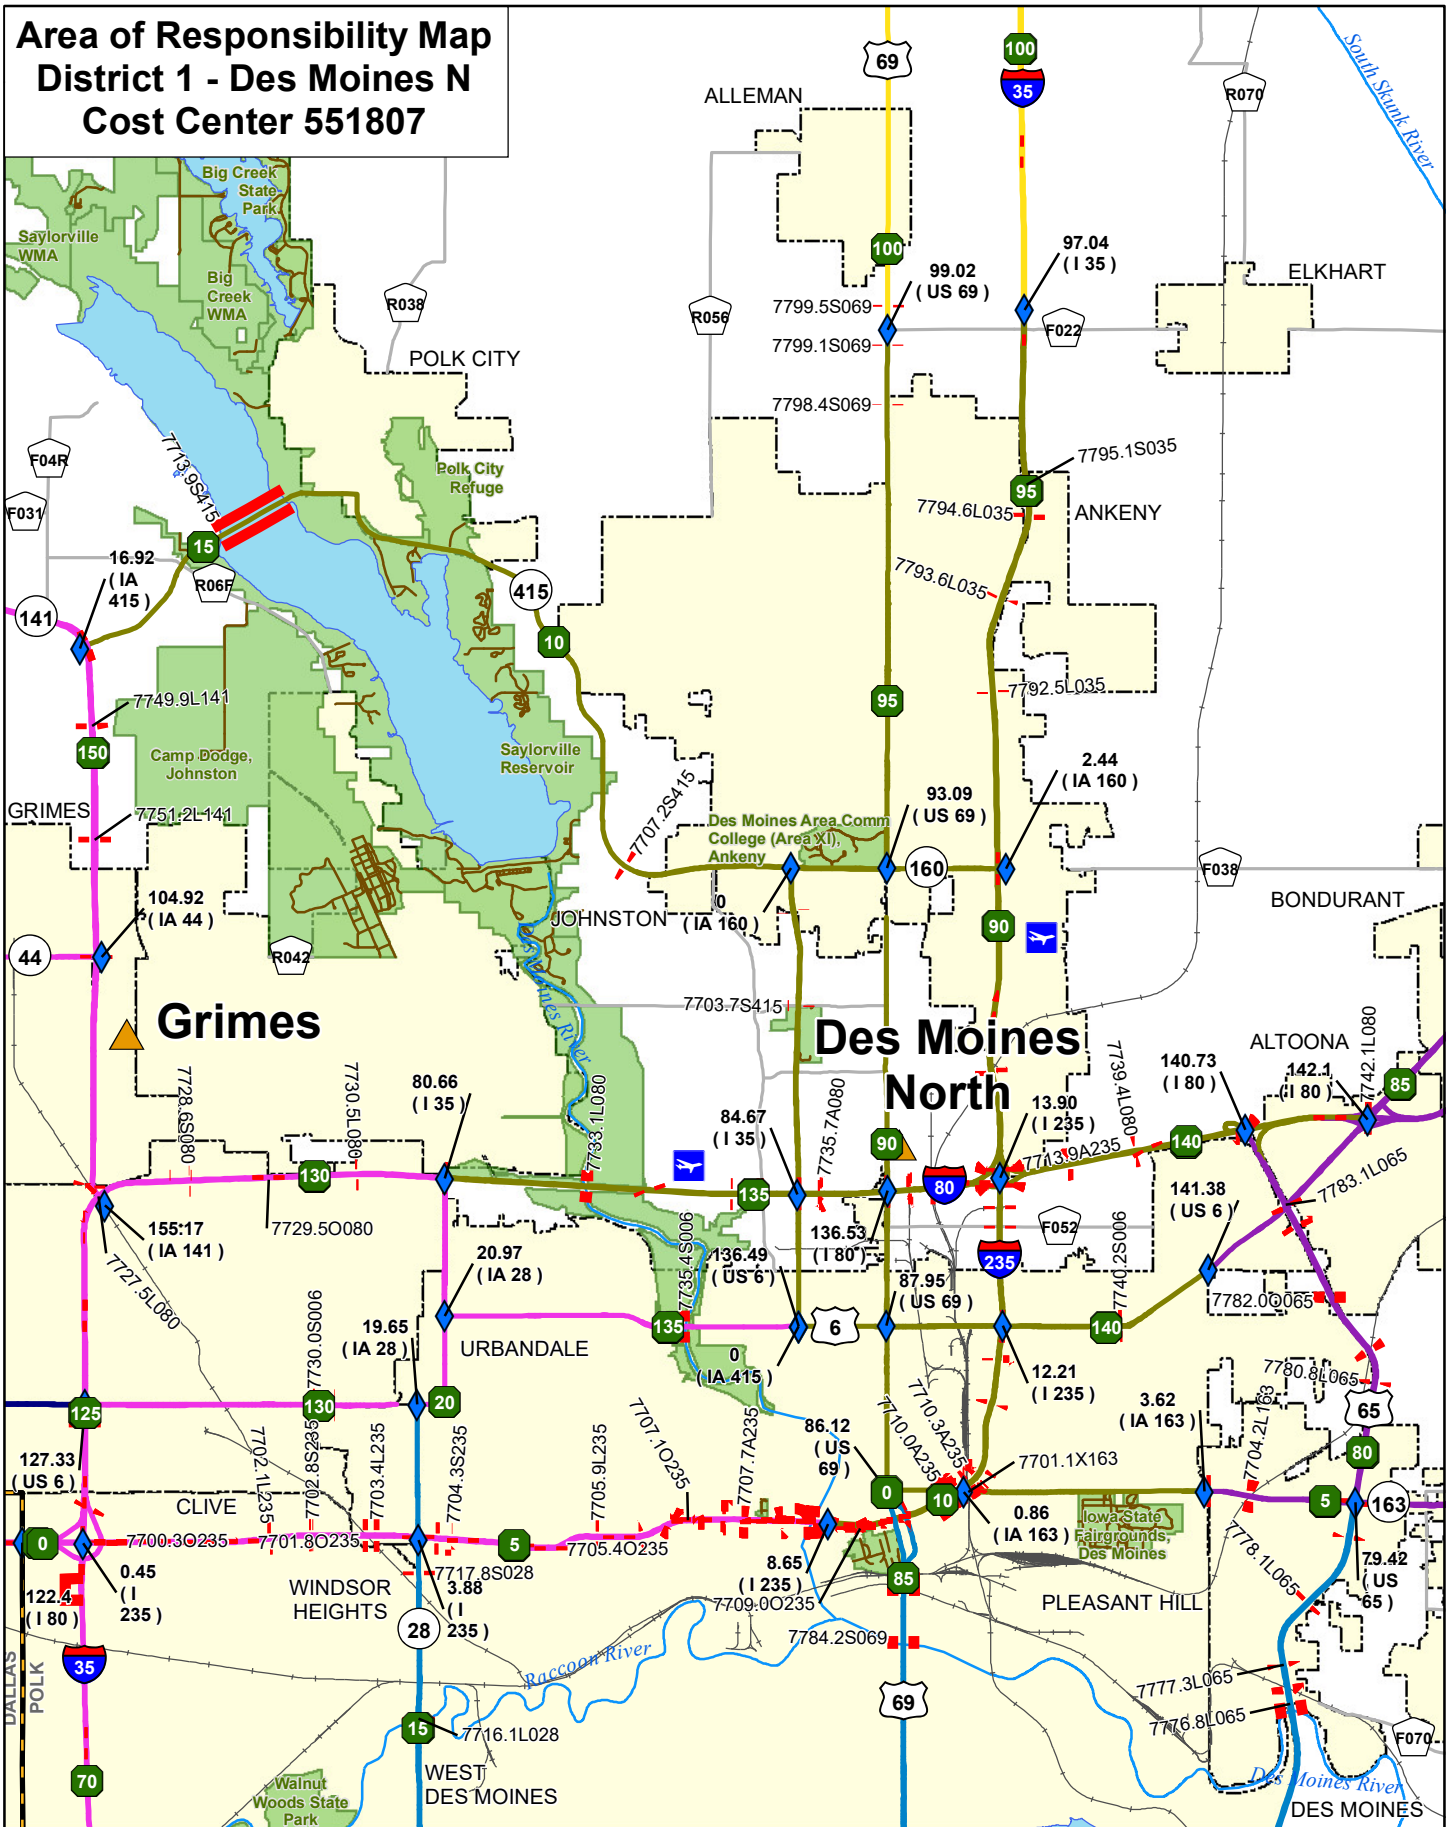 Area of Responsibility Map
District 1 - Des Moines N
Cost Center 551807
69
100
35
R070
South Skunk River
ALLEMAN
Big Creek
State
Park
Saylorville
WMA
Big
Creek
WMA
R038
R056
100
99.02
( US 69 )
97.04
( I 35 )
ELKHART
7799.5S069
F022
7799.1S069
POLK CITY
7798.4S069
F04R
7713.9S415
Polk City
Refuge
7795.1S035
95
F031
7794.6L035
ANKENY
15
16.92
( IA
415 )
R06F
415
7793.6L035
141
10
7792.5L035
7749.9L141
95
150
Camp Dodge,
Johnston
Saylorville
Reservoir
2.44
( IA 160 )
93.09
( US 69 )
GRIMES
7751.2L141
7707.2S415
Des Moines Area Comm
College (Area XI),
Ankeny
160
F038
104.92
( IA 44 )
0
( IA 160 )
JOHNSTON
BONDURANT
90
44
R042
Des Moines River
7703.7S415
Grimes
Des Moines
North
ALTOONA
7728.6S080
7730.5L080
80.66
( I 35 )
7733.1L080
84.67
( I 35 )
7735.7A080
90
13.90
( I 235 )
7739.4L080
140.73
( I 80 )
142.1
( I 80 )
7742.1L080
85
140
7713.9A235
130
135
80
7783.1L065
141.38
( US 6 )
155.17
( IA 141 )
7729.5O080
7727.5L080
7735.4S006
136.49
( US 6 )
136.53
( I 80 )
F052
235
7740.2S006
20.97
( IA 28 )
87.95
( US 69 )
7782.0O065
135
6
140
7730.0S006
19.65
( IA 28 )
URBANDALE
0
( IA 415 )
12.21
( I 235 )
7780.8L065
125
130
20
3.62
( IA 163 )
65
127.33
( US 6 )
7702.1L235
7702.8S235
7703.4L235
7704.3S235
7705.9L235
7707.1O235
7707.7A235
86.12
( US
69 )
7710.0A235
7710.3A235
7701.1X163
7704.2L163
80
CLIVE
0
10
5
163
0
7700.3O235
7701.8O235
5
7705.4O235
0.86
( IA 163 )
Iowa State
Fairgrounds,
Des Moines
7778.1L065
0.45
( I
235 )
7717.8S028
8.65
( I 235 )
85
79.42
( US
65 )
122.4
( I 80 )
WINDSOR
HEIGHTS
3.88
( I
235 )
7709.0O235
PLEASANT HILL
28
7784.2S069
35
DALLAS
POLK
Raccoon River
69
7777.3L065
15
7716.1L028
7776.8L065
F070
70
WEST
DES MOINES
Walnut
Woods State
Park
Des Moines River
DES MOINES